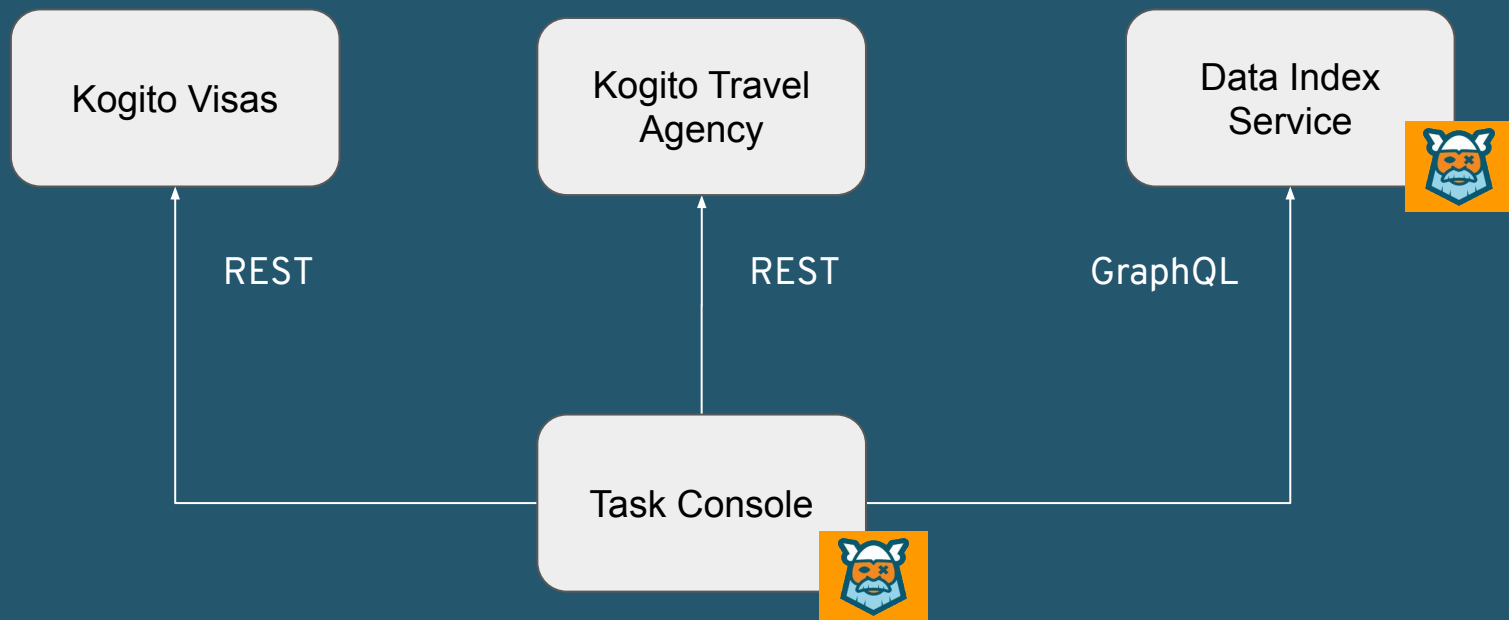 Kogito Visas
Kogito Travel
Agency
Data Index
Service
REST
REST
GraphQL
Task Console